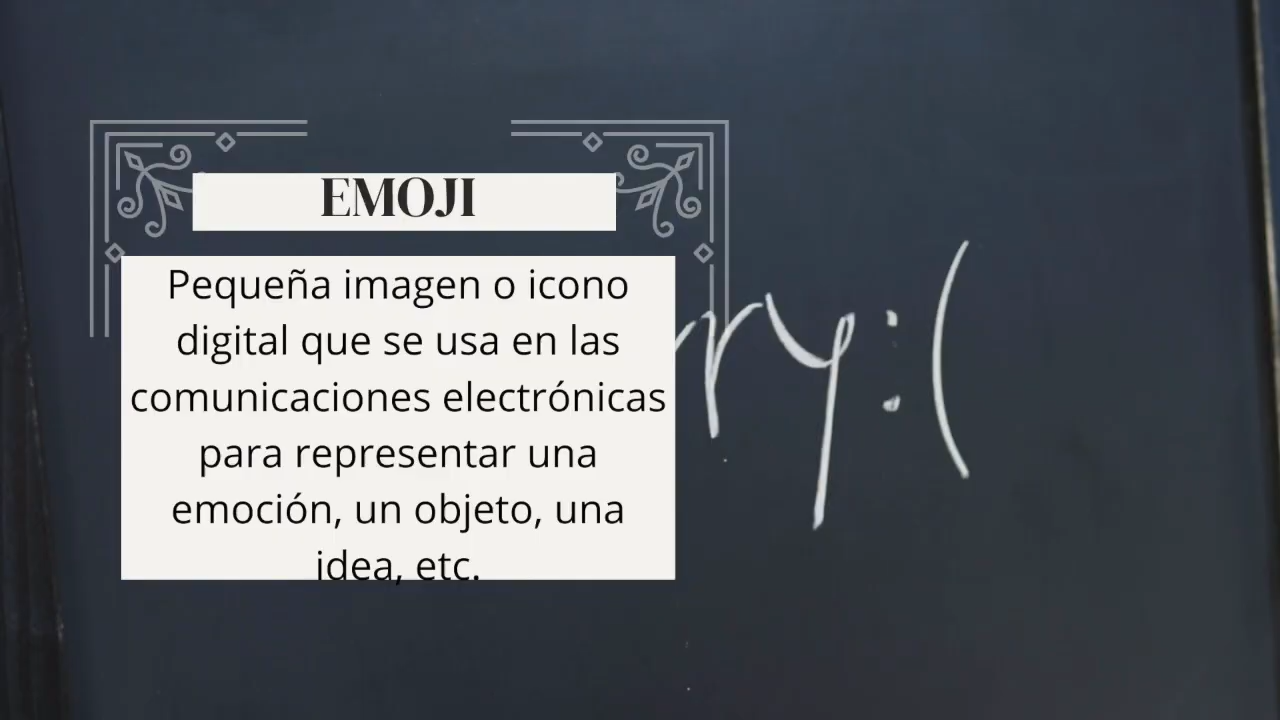 EMOJI
Pequeña imagen o icono
digital que se usa en las
comunicaciones electrónicas
para representar una
emoción, un objeto, una
idea, etc.
:(